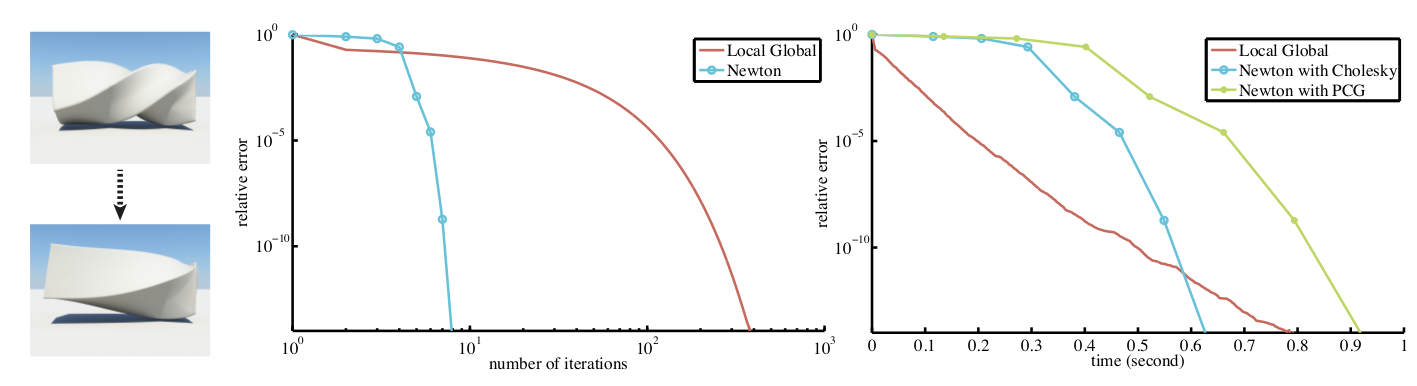 relative error
10^0
10^-5
10^-10
Local Global
Newton
10^0 10^1 10^2 10^3
number of iterations
relative error
10^0
10^-5
10^-10
Local Global
Newton with Cholesky
Newton with PCG
0 0.1 0.2 0.3 0.4 0.5 0.6 0.7 0.8 0.9 1
time (second)